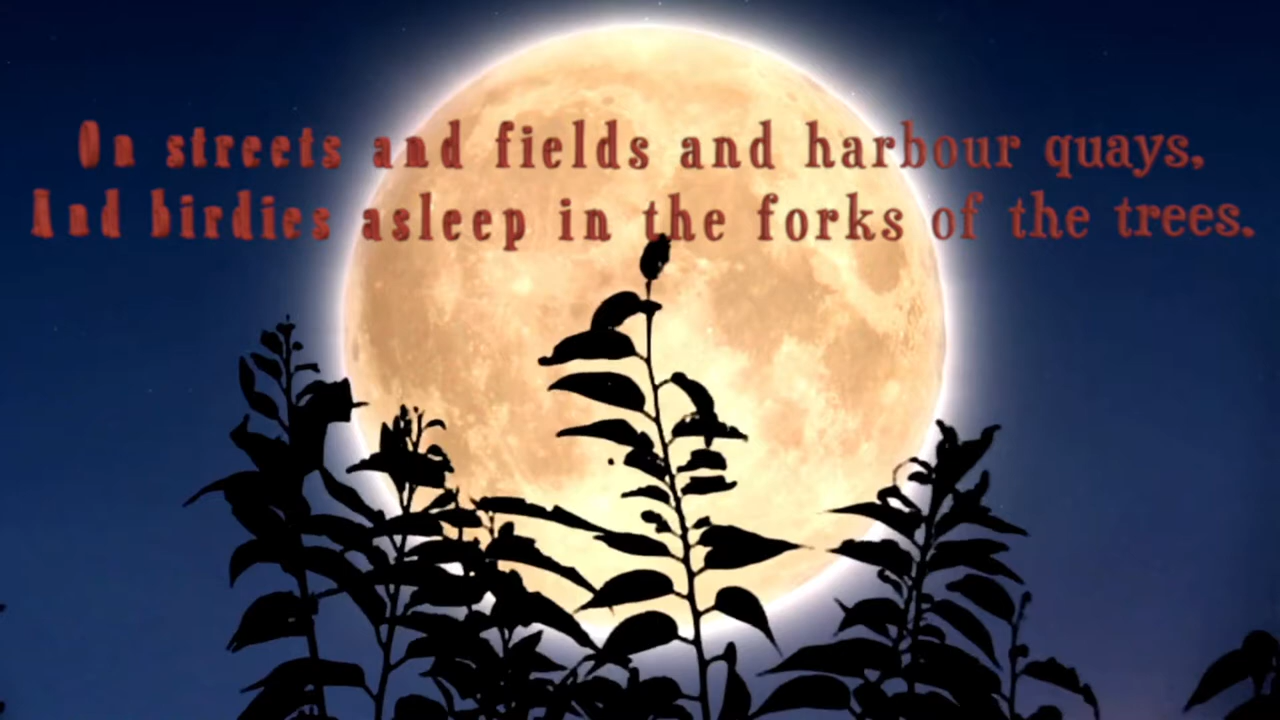 On streets and fields and harbour quays,
And birdies asleep in the forks of the trees.